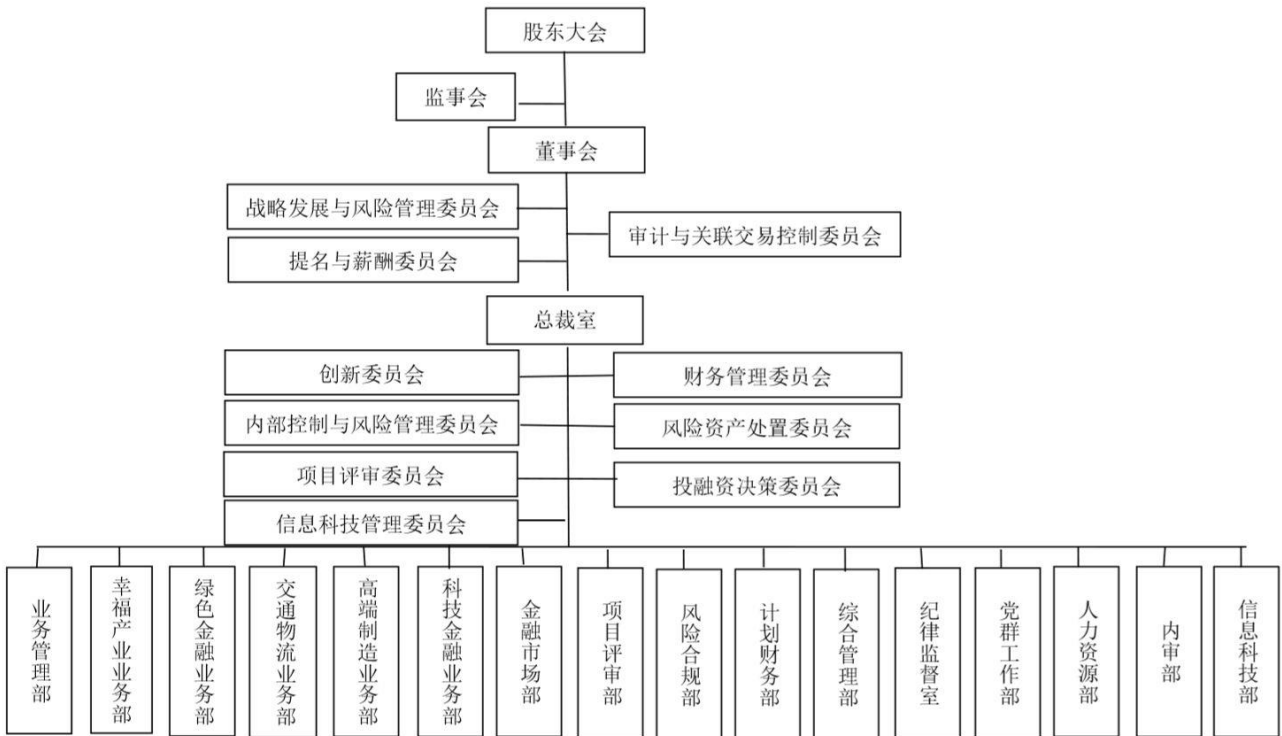 股东大会
监事会
董事会
战略发展与风险管理委员会
审计与关联交易控制委员会
提名与薪酬委员会
总裁室
创新委员会
财务管理委员会
内部控制与风险管理委员会
风险资产处置委员会
项目评审委员会
投融资决策委员会
信息科技管理委员会
业务管理部
幸福产业业务部
绿色金融业务部
交通物流业务部
高端制造业务部
科技金融业务部
金融市场部
项目评审部
风险合规部
计划财务部
综合管理部
纪律监督室
党群工作部
人力资源部
内审部
信息科技部